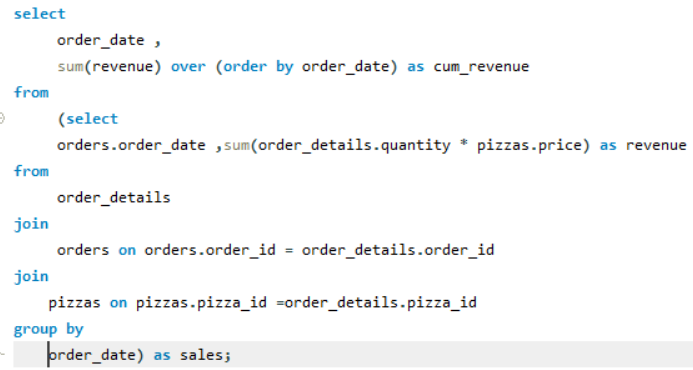 select
order_date ,
sum(revenue) over (order by order_date) as cum_revenue
from
(select
orders.order_date ,sum(order_details.quantity * pizzas.price) as revenue
from
order_details
join
orders on orders.order_id = order_details.order_id
join
pizzas on pizzas.pizza_id =order_details.pizza_id
group by
order_date) as sales;